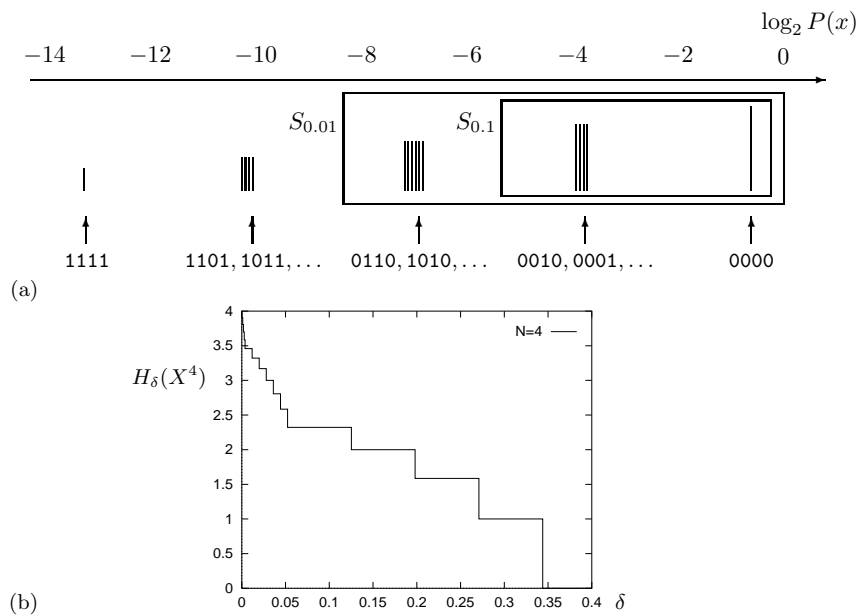 log₂ P(x)
−14 −12 −10 −8 −6 −4 −2 0
S₀.₀₁ S₀.₁
1111 1101, 1011, ... 0110, 1010, ... 0010, 0001, ... 0000
(a)
4
N=4
3.5
H_δ(X⁴)
3
2.5
2
1.5
1
0.5
0
0 0.05 0.1 0.15 0.2 0.25 0.3 0.35 0.4
(b) δ